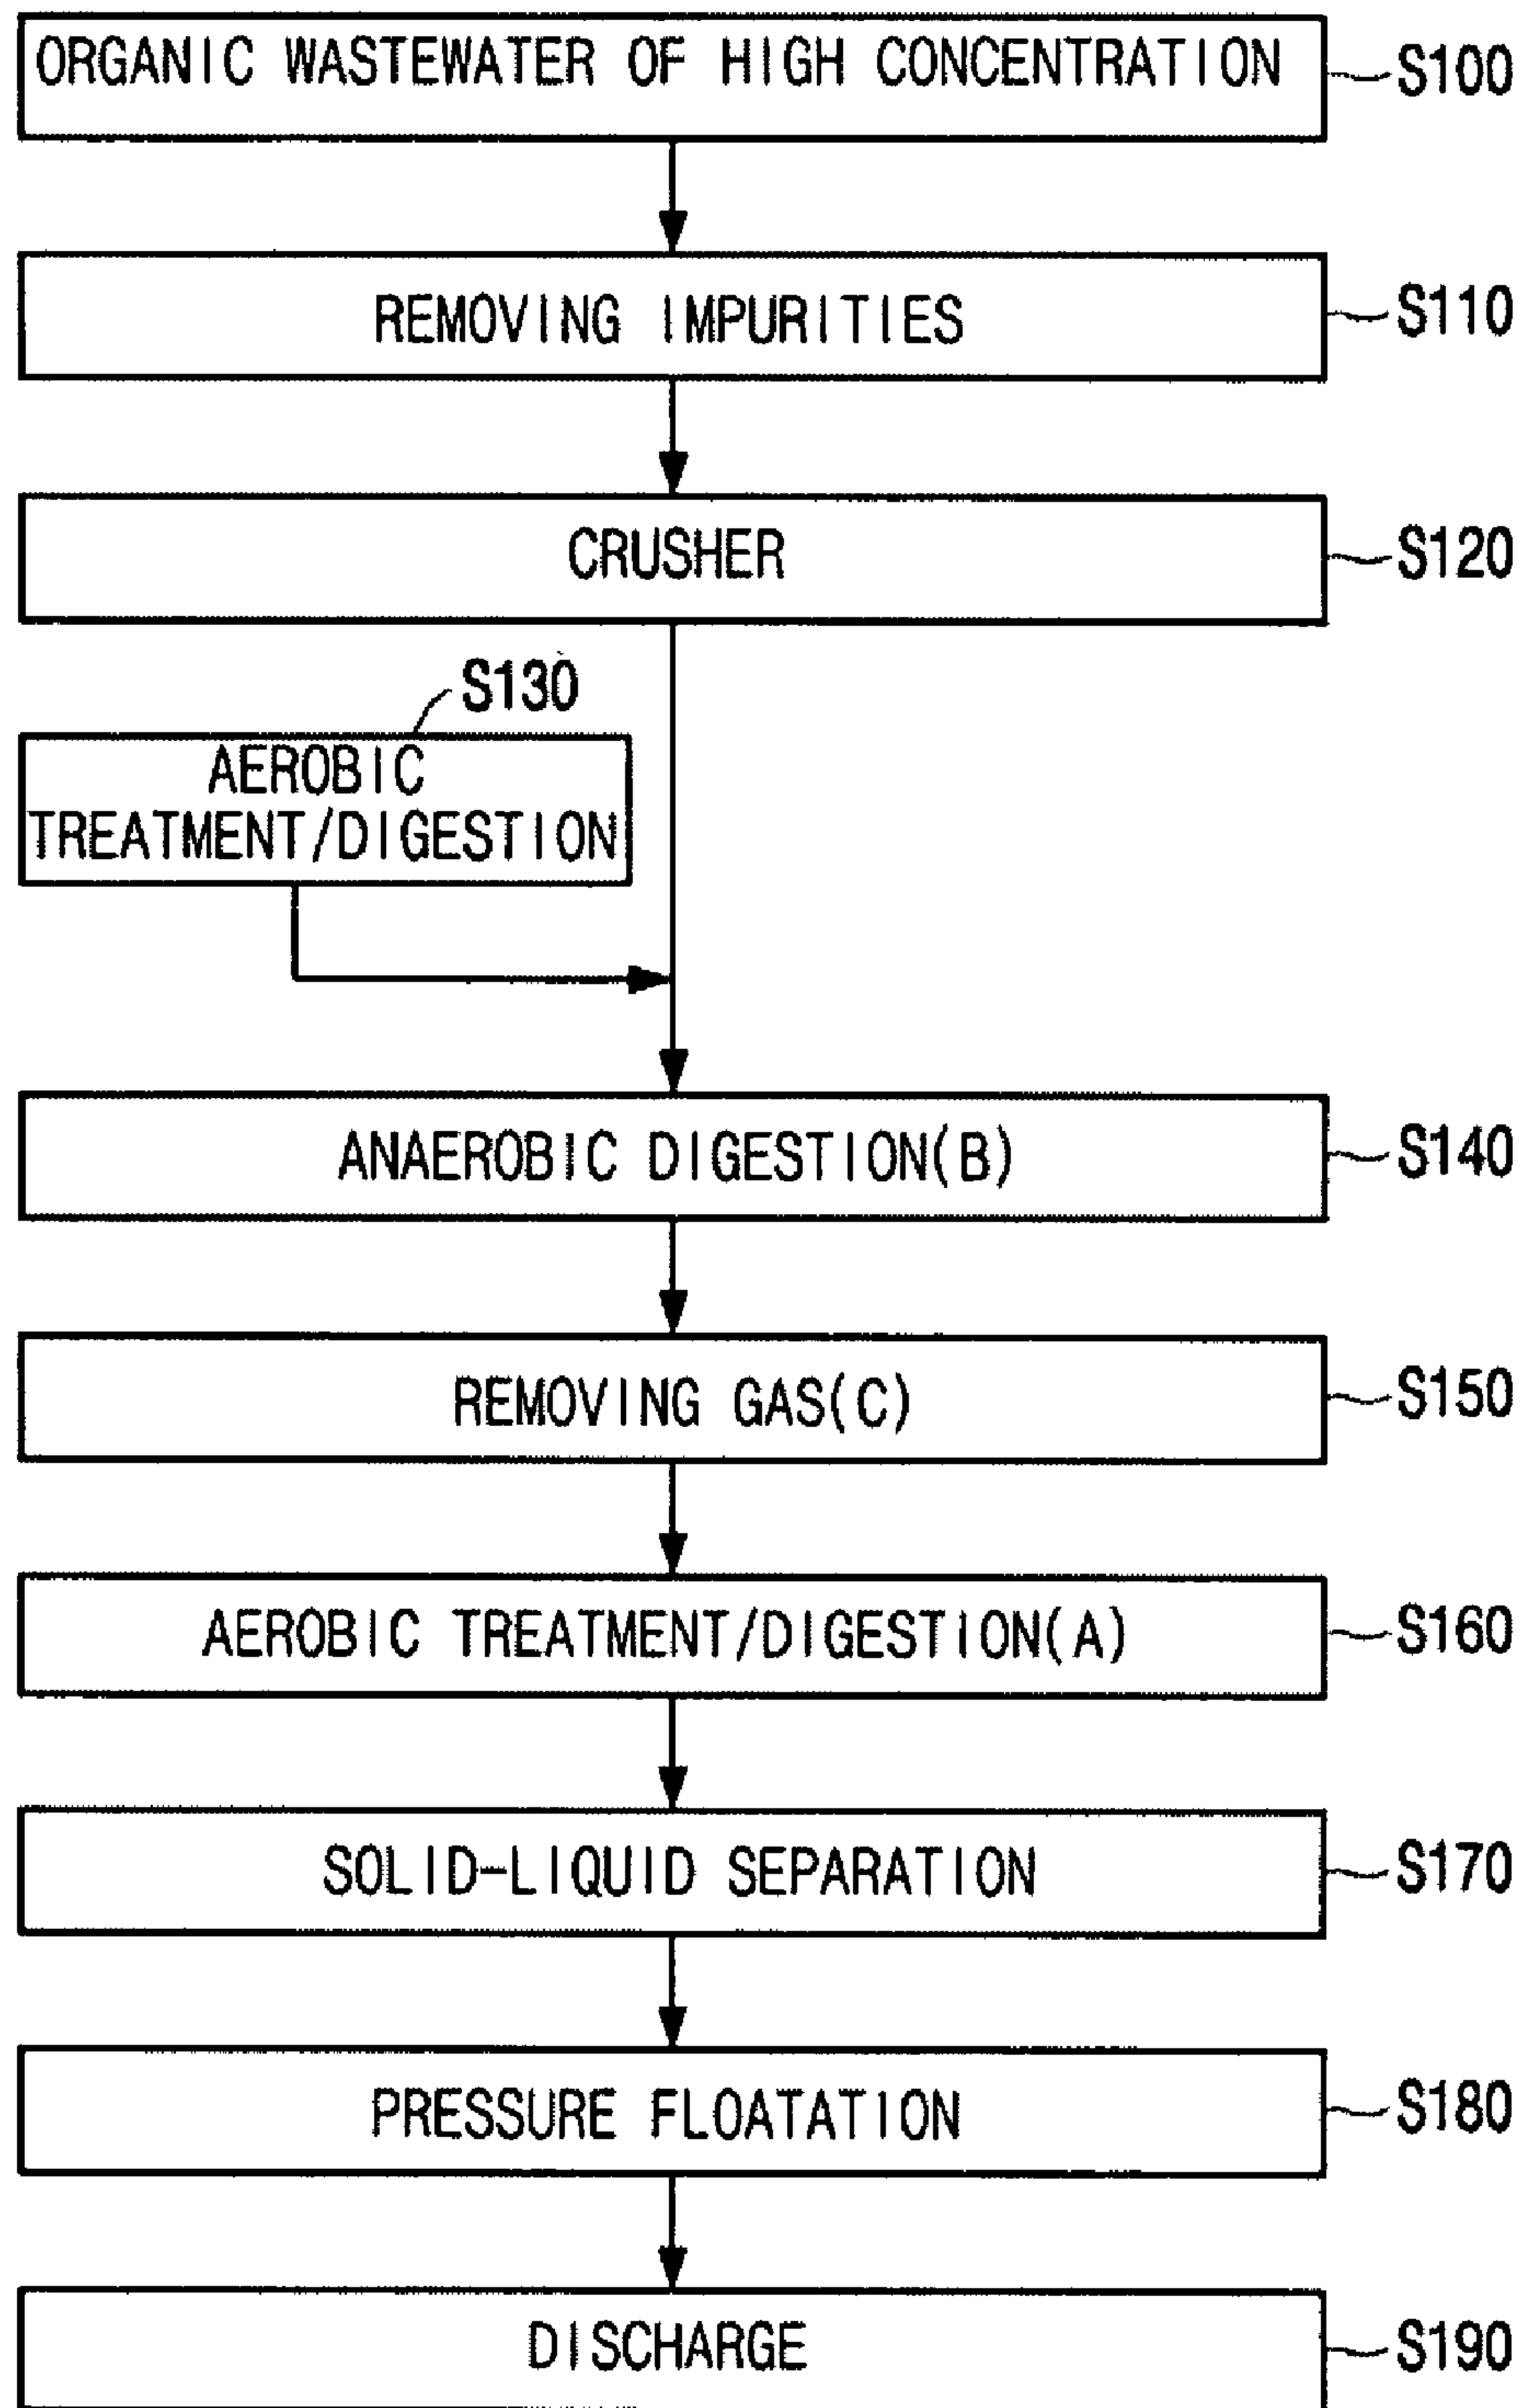 ORGANIC WASTEWATER OF HIGH CONCENTRATION S100
REMOVING IMPURITIES S110
CRUSHER S120
S130
AEROBIC
TREATMENT/DIGESTION
ANAEROBIC DIGESTION(B) S140
REMOVING GAS(C) S150
AEROBIC TREATMENT/DIGESTION(A) S160
SOLID-LIQUID SEPARATION S170
PRESSURE FLOATATION S180
DISCHARGE S190